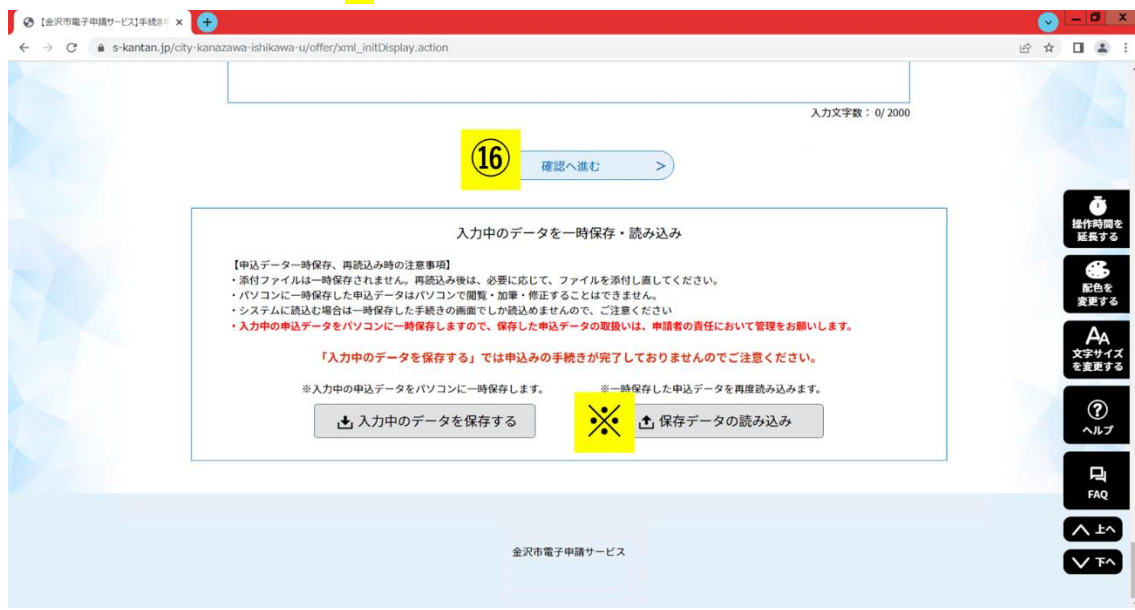 【金沢市電子申請サービス】手続き
s-kantan.jp/city-kanazawa-ishikawa-u/offer/xml_initDisplay.action
入力文字数： 0/ 2000
⑯
確認へ進む >
入力中のデータを一時保存・読み込み
【申込データ一時保存、再読込み時の注意事項】
・添付ファイルは一時保存されません。再読込み後は、必要に応じて、ファイルを添付し直してください。
・パソコンに一時保存した申込データはパソコンで閲覧・加筆・修正することはできません。
・システムに読込む場合は一時保存した手続きの画面でしか読込めませんので、ご注意ください
・入力中の申込データをパソコンに一時保存しますので、保存した申込データの取扱いは、申請者の責任において管理をお願いします。
「入力中のデータを保存する」では申込みの手続きが完了しておりませんのでご注意ください。
※入力中の申込データをパソコンに一時保存します。
※一時保存した申込データを再度読み込みます。
入力中のデータを保存する
※
保存データの読み込み
操作時間を
延長する
配色を
変更する
AA
文字サイズ
を変更する
?
ヘルプ
FAQ
上へ
下へ
金沢市電子申請サービス